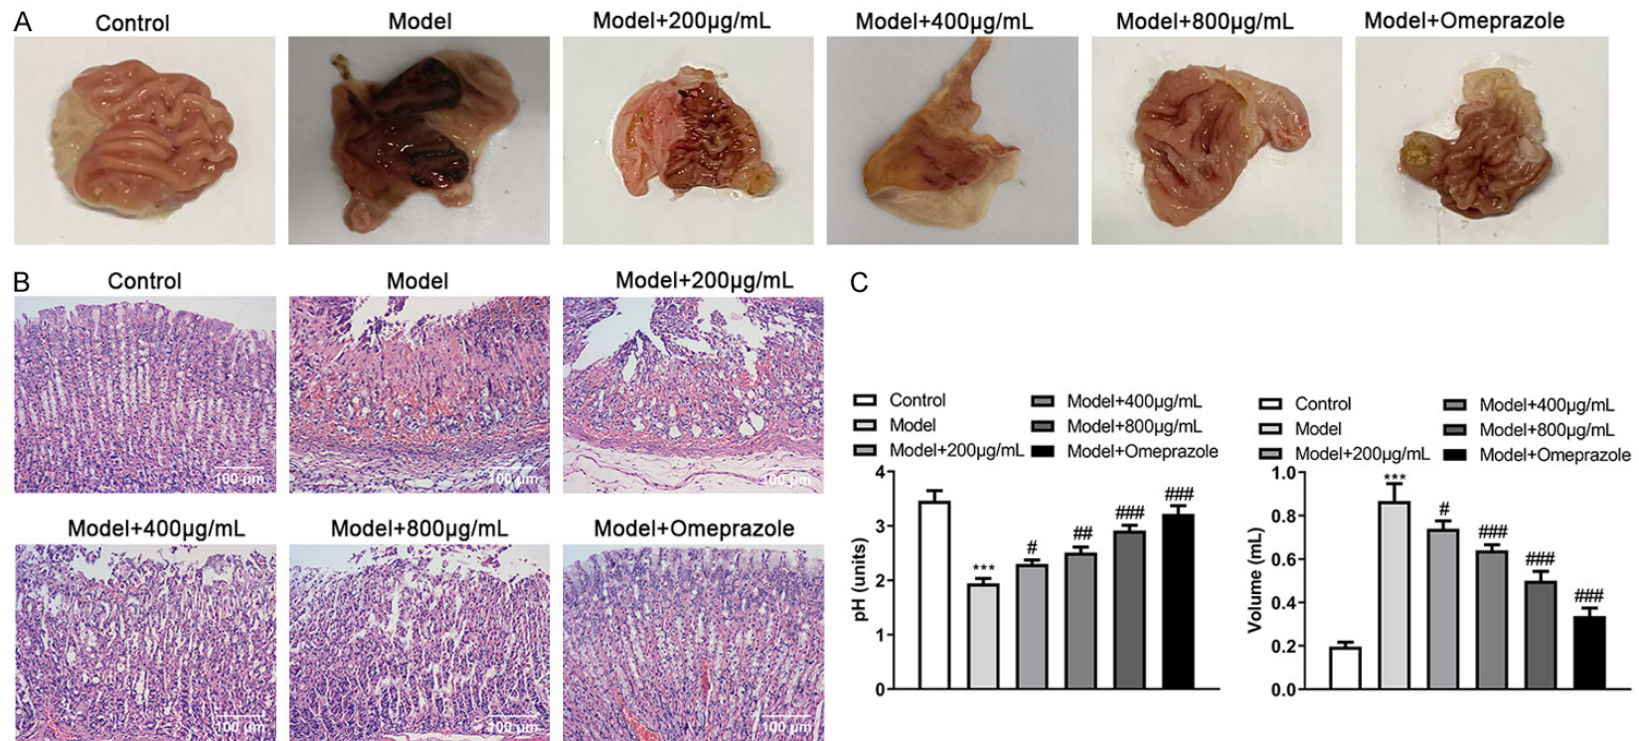 A
Control
Model
Model+200μg/mL
Model+400μg/mL
Model+800μg/mL
Model+Omeprazole
B
Control
Model
Model+200μg/mL
100 μm
100 μm
100 μm
Model+400μg/mL
Model+800μg/mL
Model+Omeprazole
100 μm
100 μm
100 μm
C
Control
Model
Model+200μg/mL
Model+400μg/mL
Model+800μg/mL
Model+Omeprazole
pH (units)
4
3
2
1
0
***
#
##
###
###
Control
Model
Model+200μg/mL
Model+400μg/mL
Model+800μg/mL
Model+Omeprazole
Volume (mL)
1.0
0.8
0.6
0.4
0.2
0.0
***
#
###
###
###